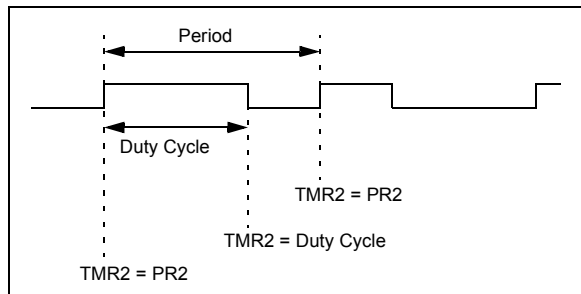 Period
Duty Cycle
TMR2 = PR2
TMR2 = Duty Cycle
TMR2 = PR2